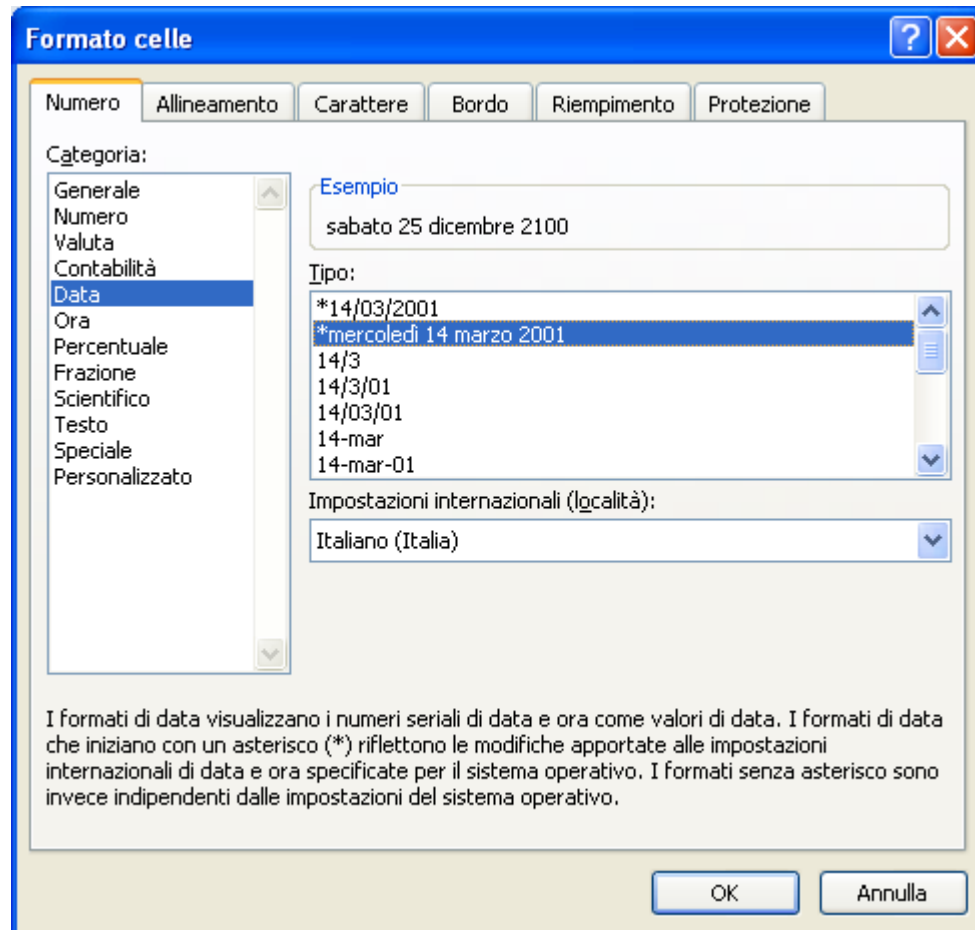 Formato celle
Numero Allineamento Carattere Bordo Riempimento Protezione
Categoria:
Generale
Numero
Valuta
Contabilità
Data
Ora
Percentuale
Frazione
Scientifico
Testo
Speciale
Personalizzato
Esempio
sabato 25 dicembre 2100
Tipo:
*14/03/2001
*mercoledì 14 marzo 2001
14/3
14/3/01
14/03/01
14-mar
14-mar-01
Impostazioni internazionali (località):
Italiano (Italia)
I formati di data visualizzano i numeri seriali di data e ora come valori di data. I formati di data
che iniziano con un asterisco (*) riflettono le modifiche apportate alle impostazioni
internazionali di data e ora specificate per il sistema operativo. I formati senza asterisco sono
invece indipendenti dalle impostazioni del sistema operativo.
OK Annulla